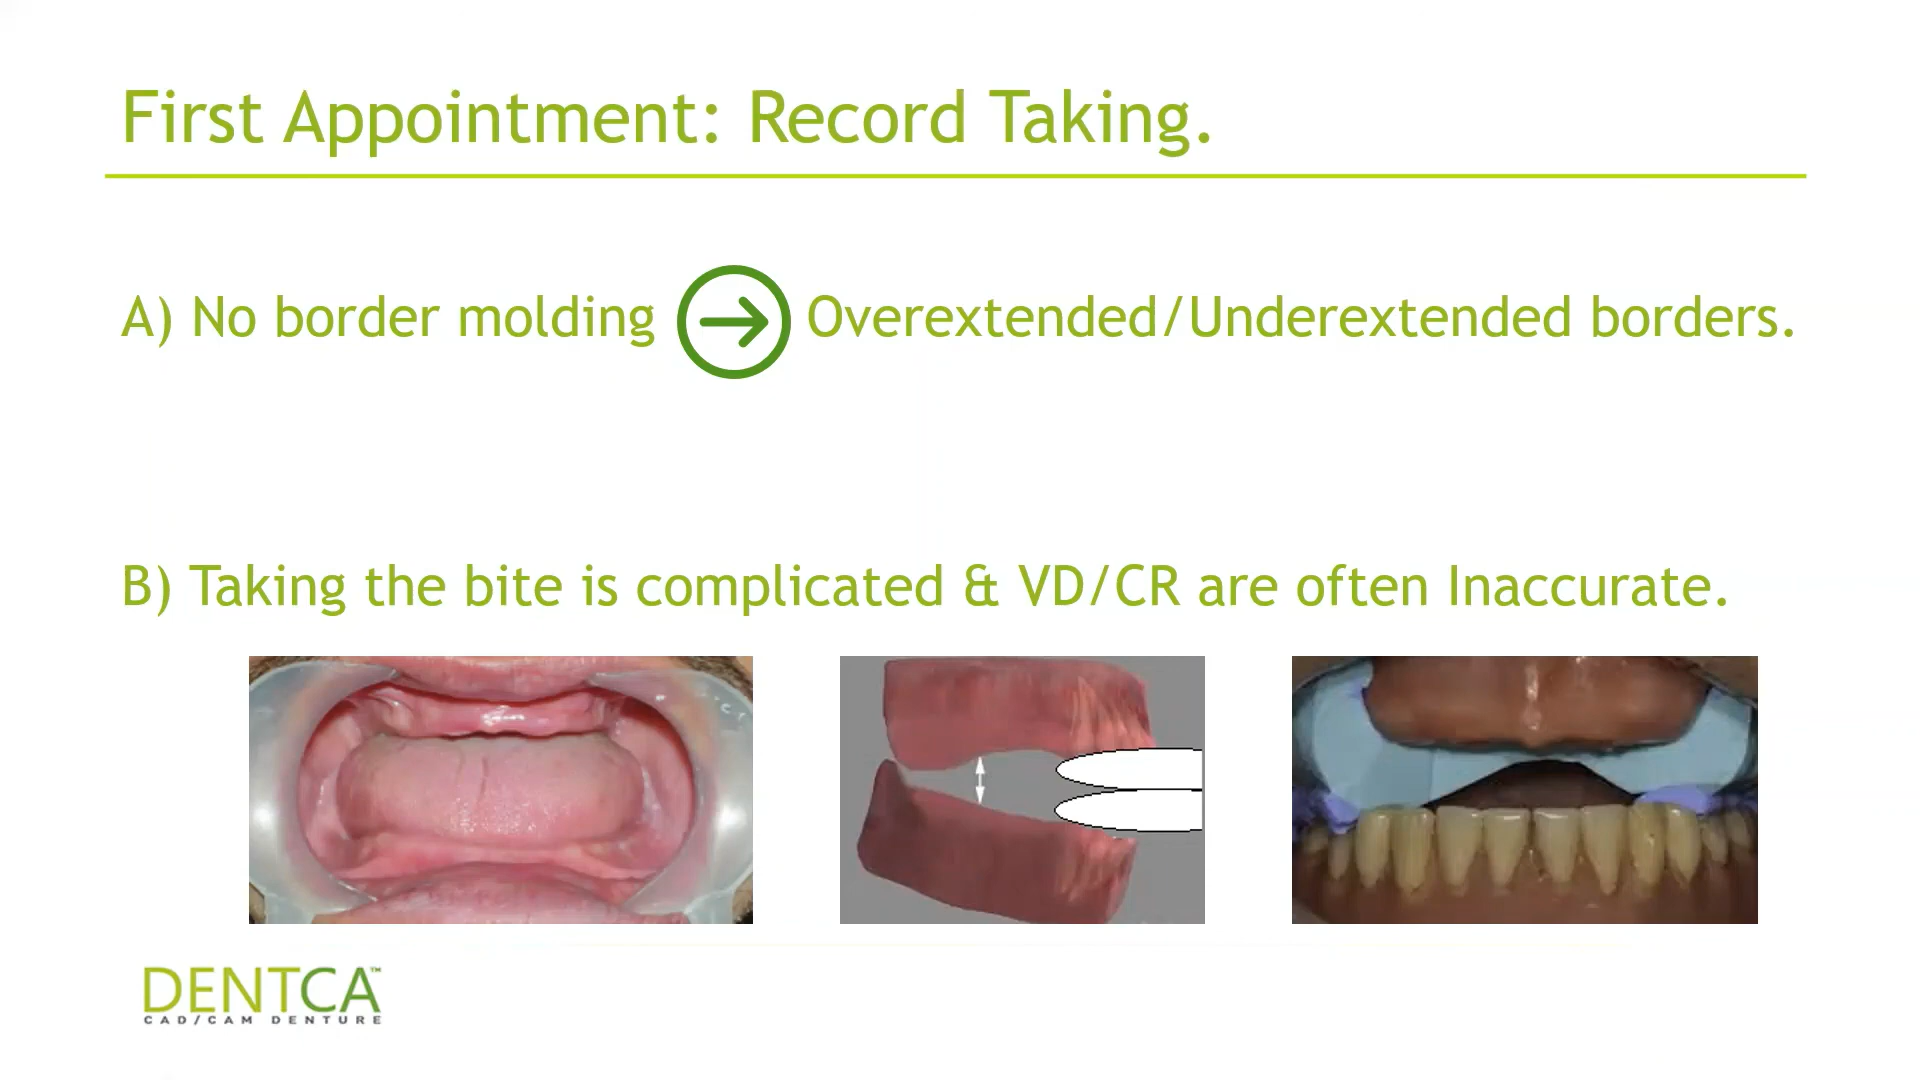 First Appointment: Record Taking.
A) No border molding Overextended/Underextended borders.
B) Taking the bite is complicated & VD/CR are often Inaccurate.
DENTCA™
CAD/CAM DENTURE